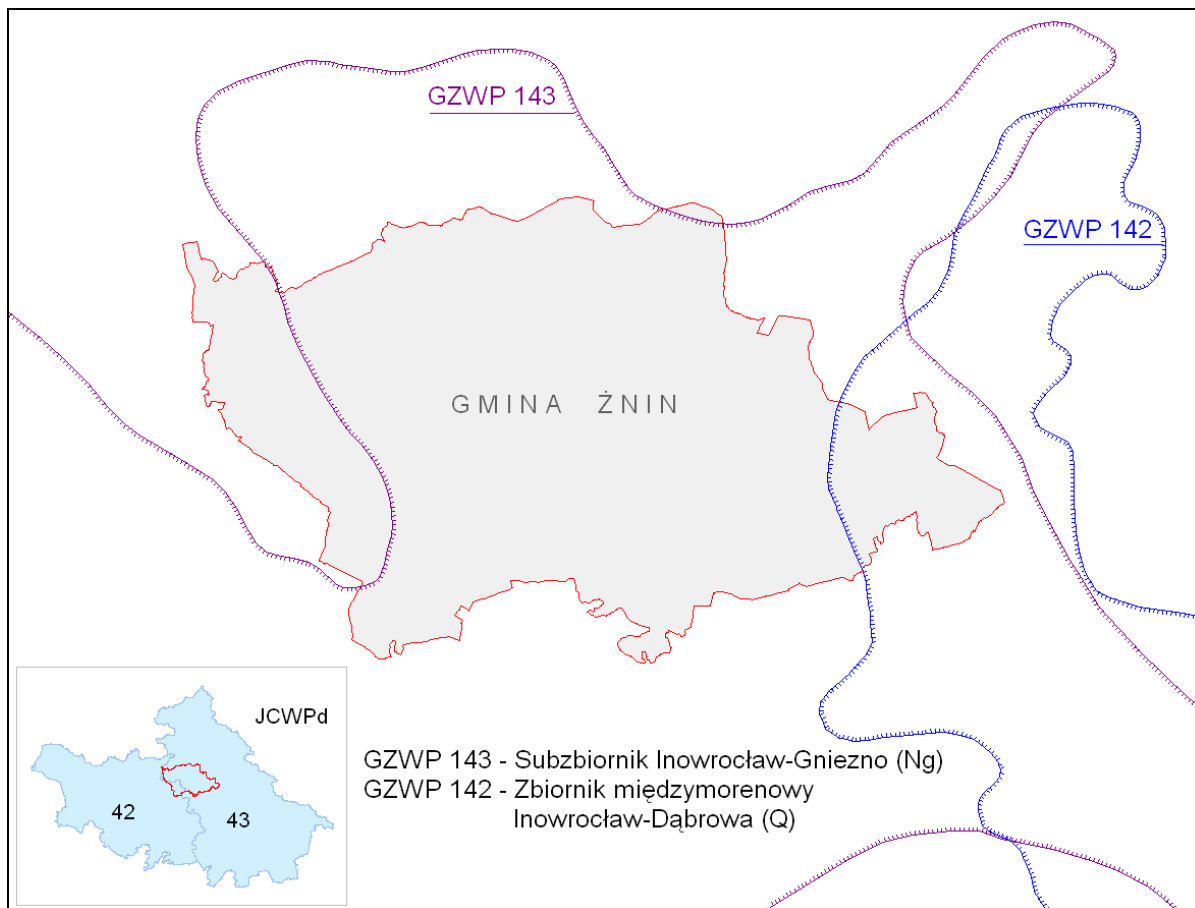 GZWP 143
GZWP 142
GMINA ŻNIN
JCWPd
42
43
GZWP 143 - Subzbiornik Inowrocław-Gniezno (Ng)
GZWP 142 - Zbiornik międzymorenowy
Inowrocław-Dąbrowa (Q)